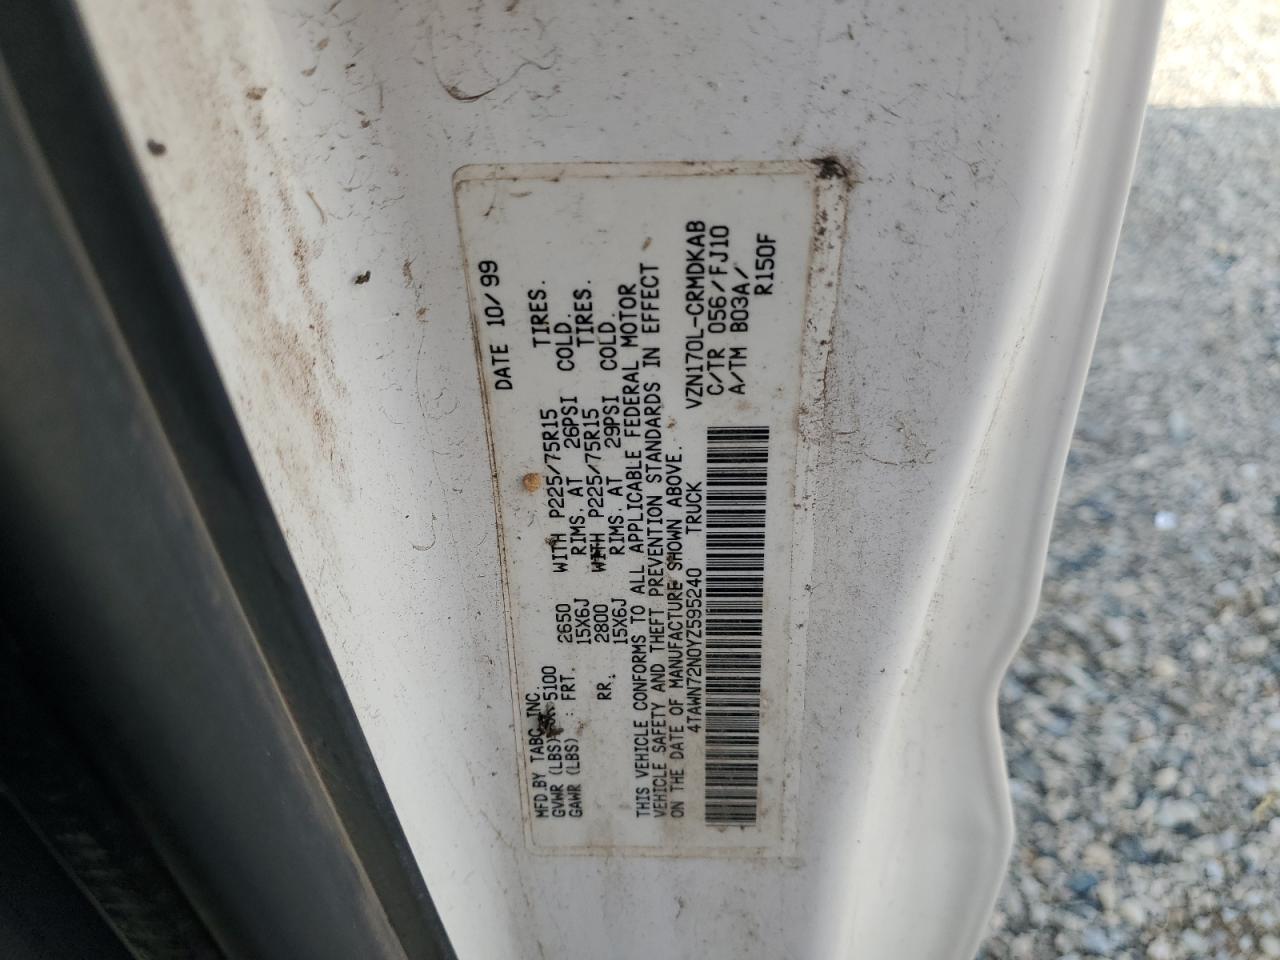 MFD.BY TABC, INC. DATE 10/99
GVWR (LBS) 5100
GAWR (LBS) : FRT. 2650 WITH P225/75R15 TIRES.
15X6J RIMS. AT 26PSI COLD.
RR. 2800 WITH P225/75R15 TIRES.
15X6J RIMS. AT 29PSI COLD.
THIS VEHICLE CONFORMS TO ALL APPLICABLE FEDERAL MOTOR
VEHICLE SAFETY AND THEFT PREVENTION STANDARDS IN EFFECT
ON THE DATE OF MANUFACTURE SHOWN ABOVE.
4TAWN72N0YZ595240 TRUCK
VZN170L-CRMDKAB
C/TR 056/FJ10
A/TM B03A/
R150F